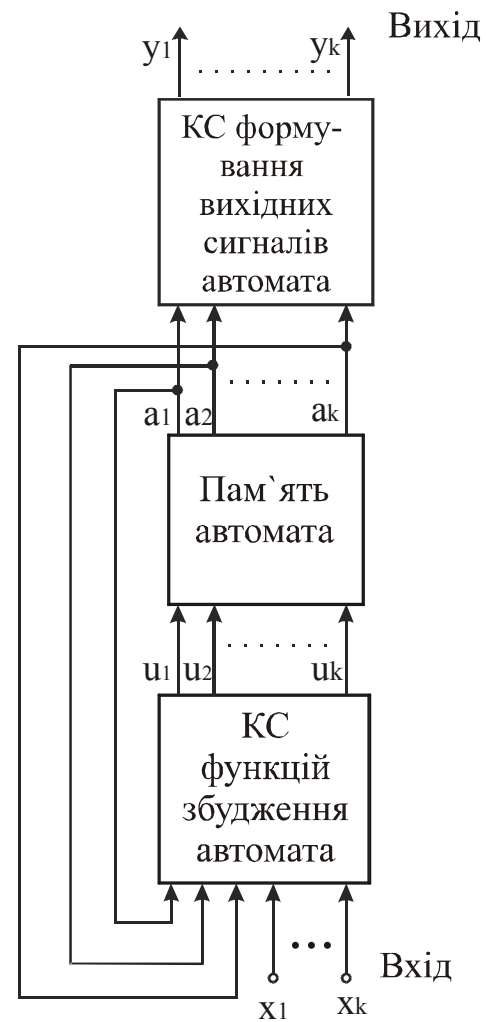 Вихід
y1 yk
КС форму-
вання
вихідних
сигналів
автомата
a1 a2 ak
Пам`ять
автомата
u1 u2 uk
КС
функцій
збудження
автомата
Вхід
x1 xk